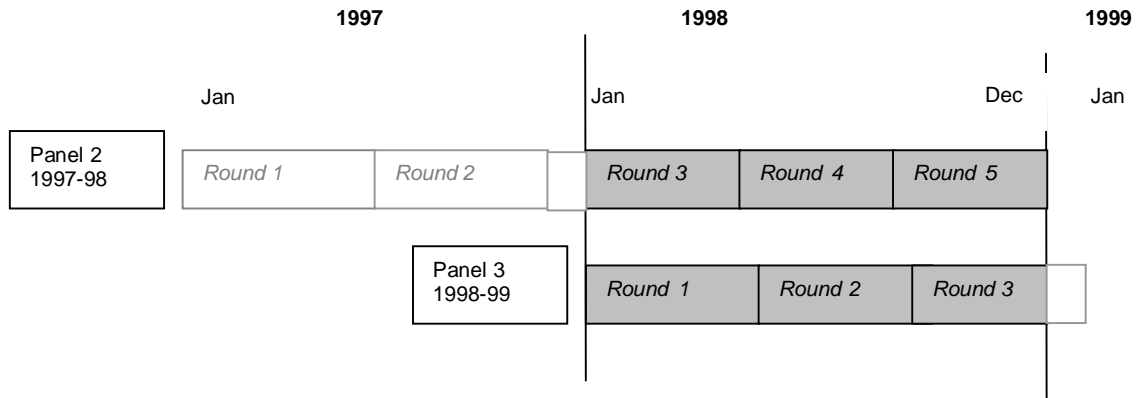 1997 1998 1999
Jan Jan Dec Jan
Panel 2
1997-98
Round 1 Round 2 Round 3 Round 4 Round 5
Panel 3
1998-99
Round 1 Round 2 Round 3